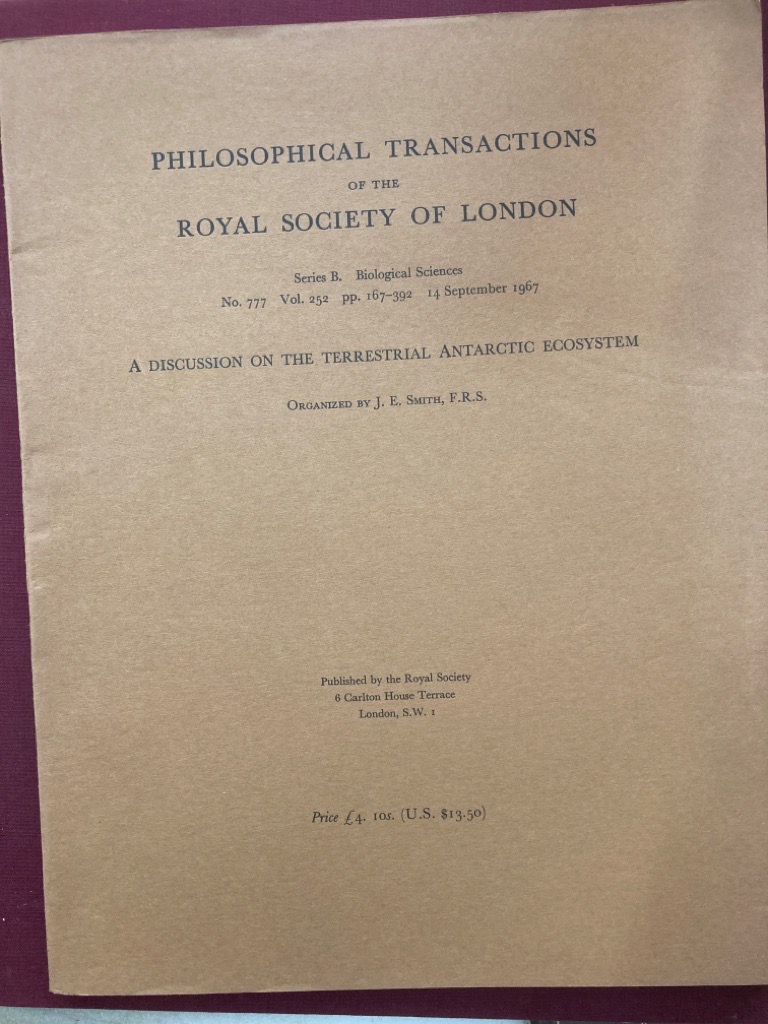 PHILOSOPHICAL TRANSACTIONS
OF THE
ROYAL SOCIETY OF LONDON
Series B. Biological Sciences
No. 777 Vol. 252 pp. 167–392 14 September 1967
A DISCUSSION ON THE TERRESTRIAL ANTARCTIC ECOSYSTEM
ORGANIZED BY J. E. SMITH, F.R.S.
Published by the Royal Society
6 Carlton House Terrace
London, S.W. 1
Price £4. 10s. (U.S. $13.50)